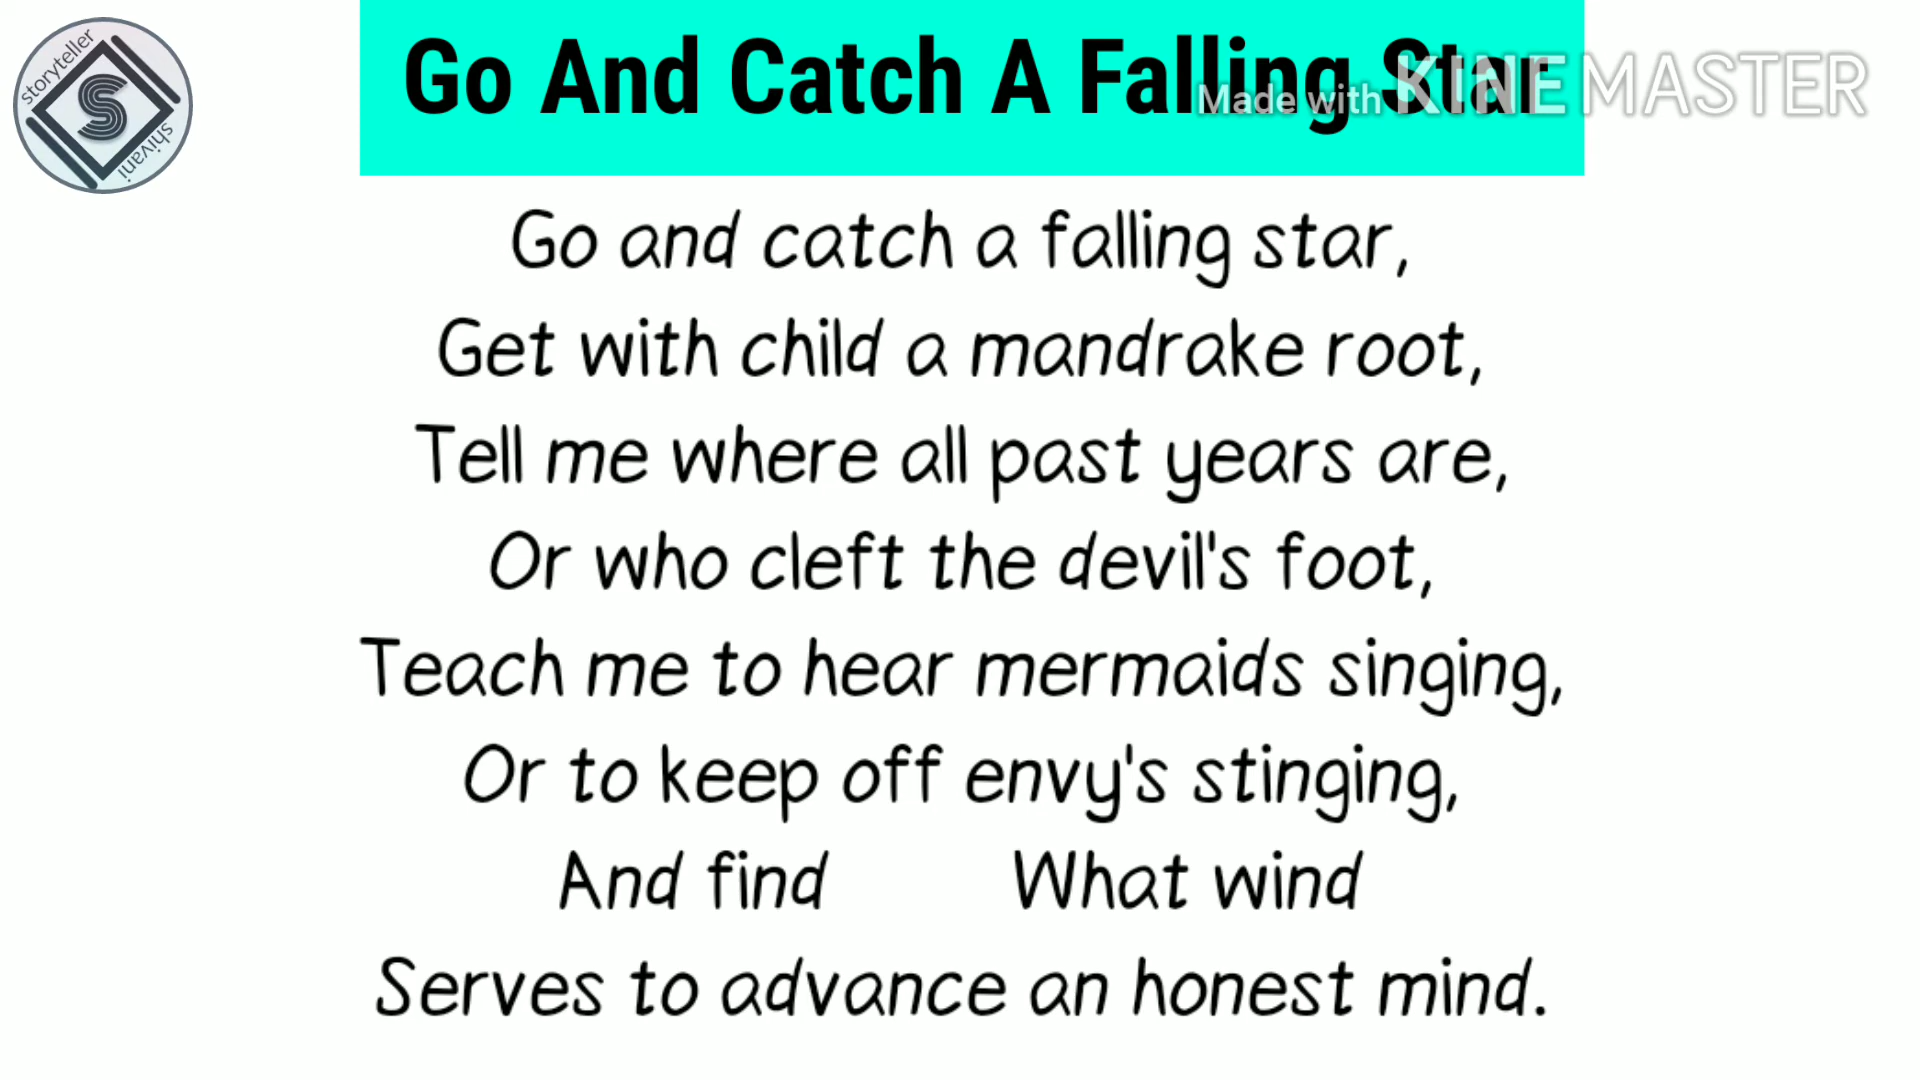 storyteller
S
shivani
Go And Catch A Falling Star
Made with KINEMASTER
Go and catch a falling star,
Get with child a mandrake root,
Tell me where all past years are,
Or who cleft the devil's foot,
Teach me to hear mermaids singing,
Or to keep off envy's stinging,
And find What wind
Serves to advance an honest mind.